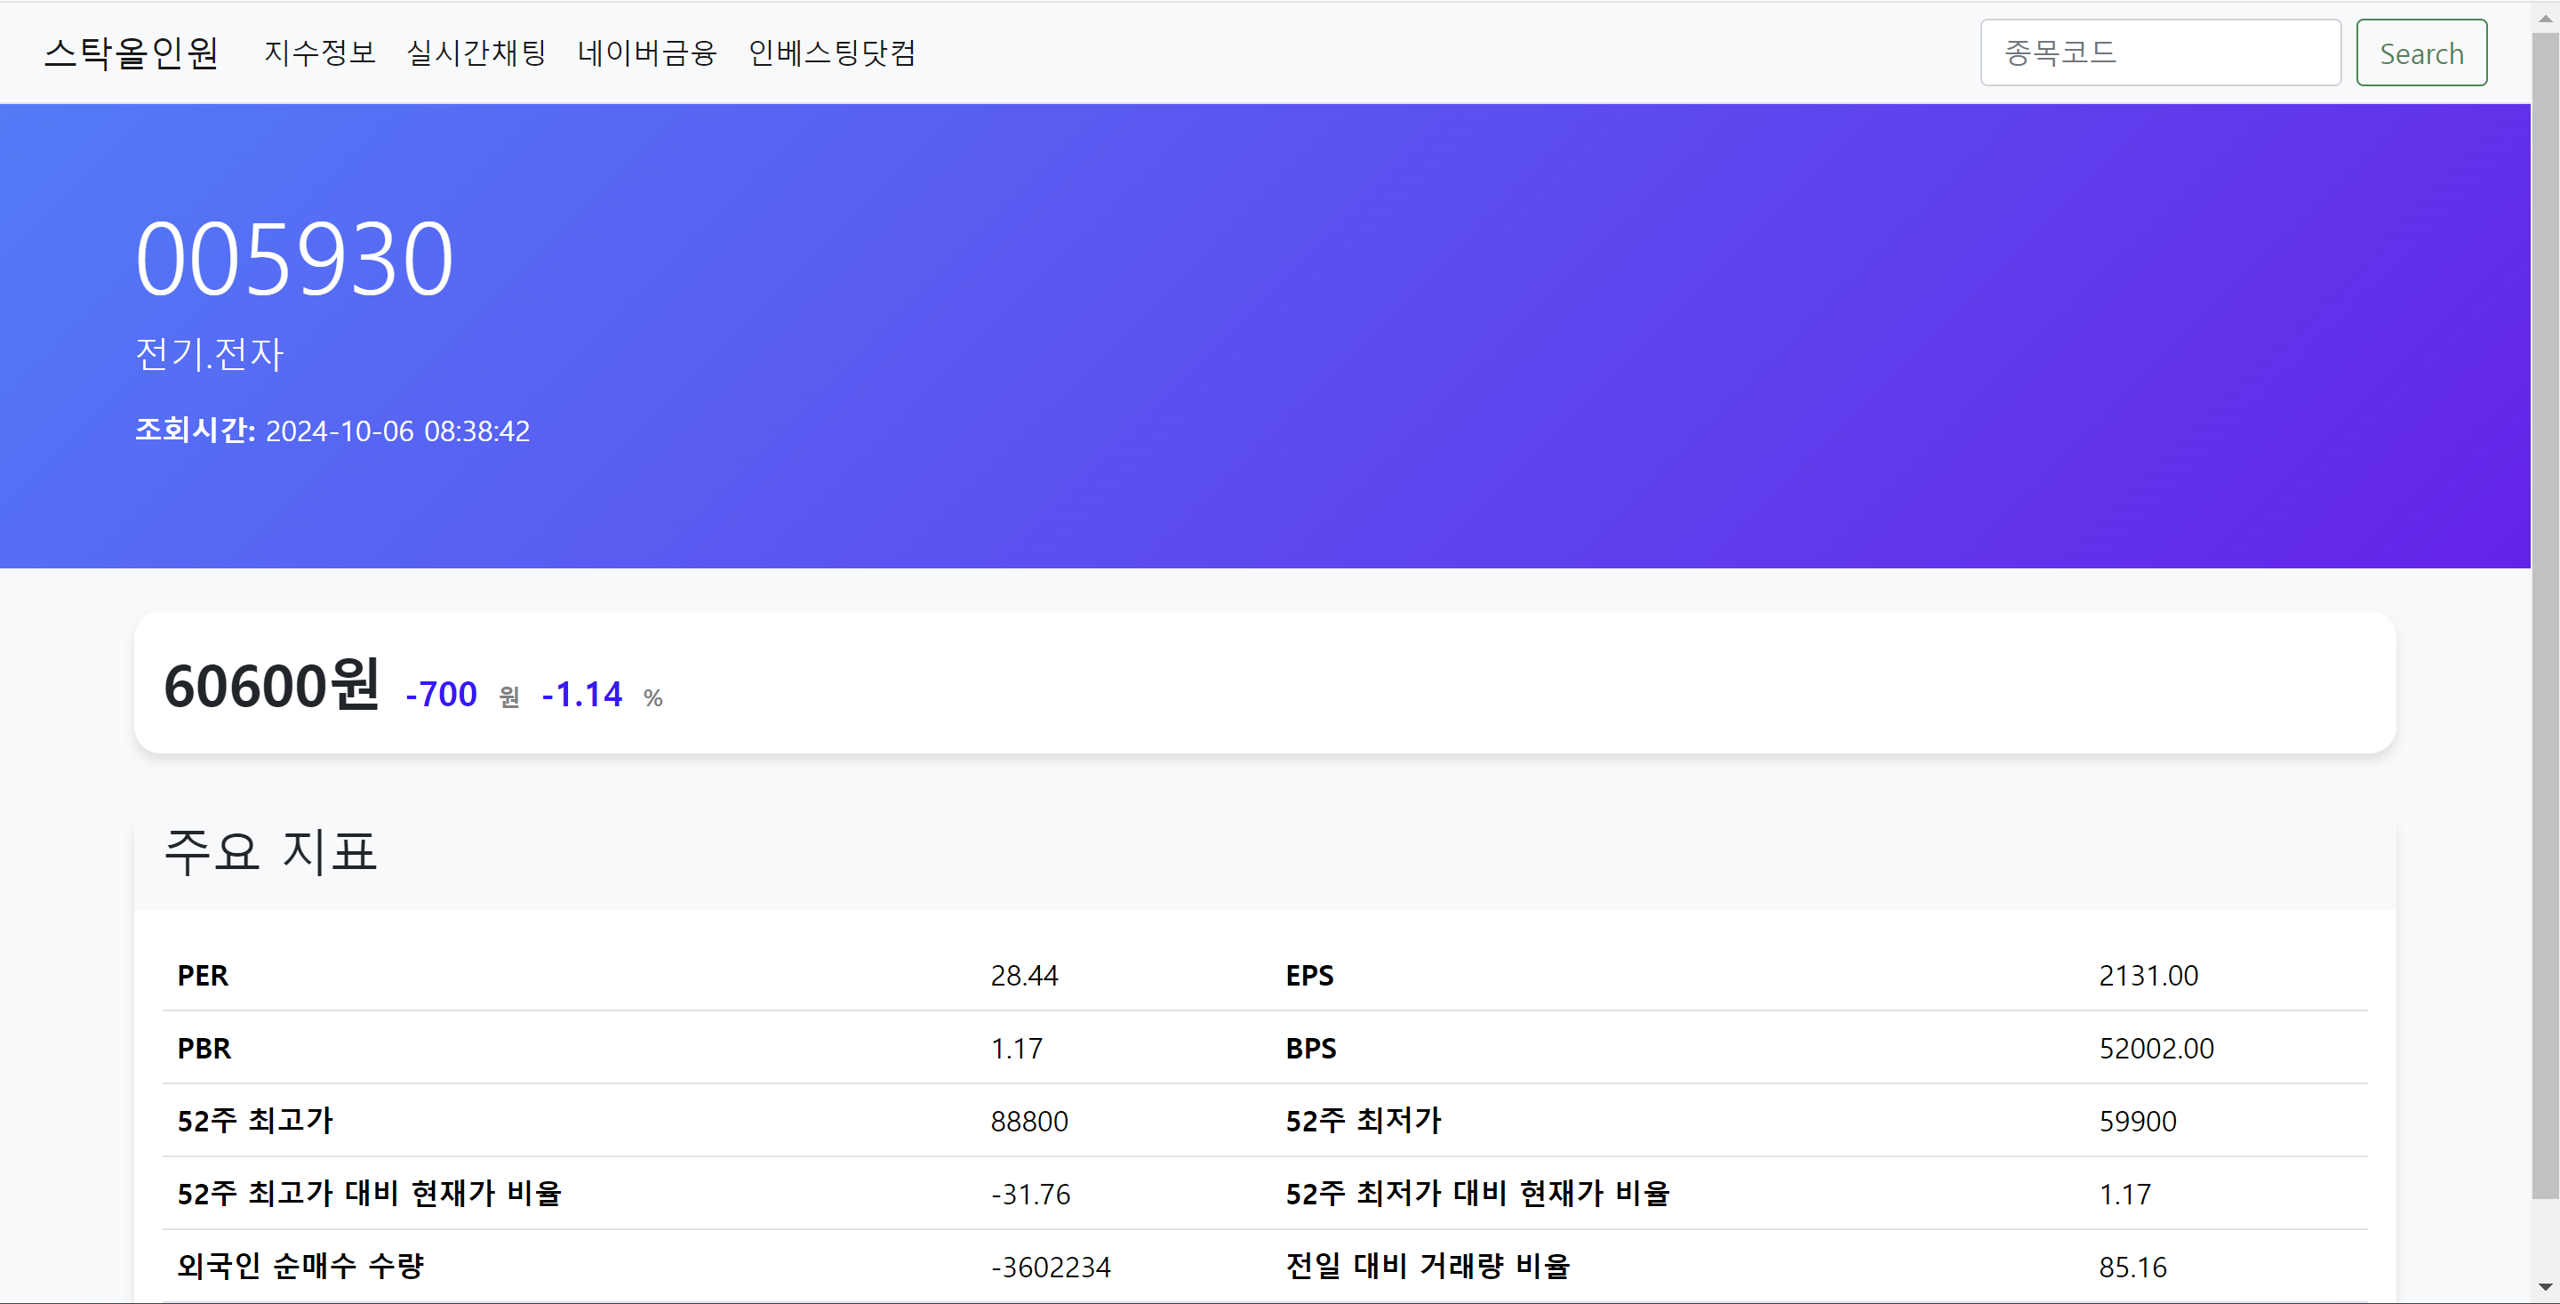 스탁올인원 지수정보 실시간채팅 네이버금융 인베스팅닷컴 종목코드 Search
005930
전기.전자
조회시간: 2024-10-06 08:38:42
60600원 -700 원 -1.14 %
주요 지표
PER 28.44 EPS 2131.00
PBR 1.17 BPS 52002.00
52주 최고가 88800 52주 최저가 59900
52주 최고가 대비 현재가 비율 -31.76 52주 최저가 대비 현재가 비율 1.17
외국인 순매수 수량 -3602234 전일 대비 거래량 비율 85.16